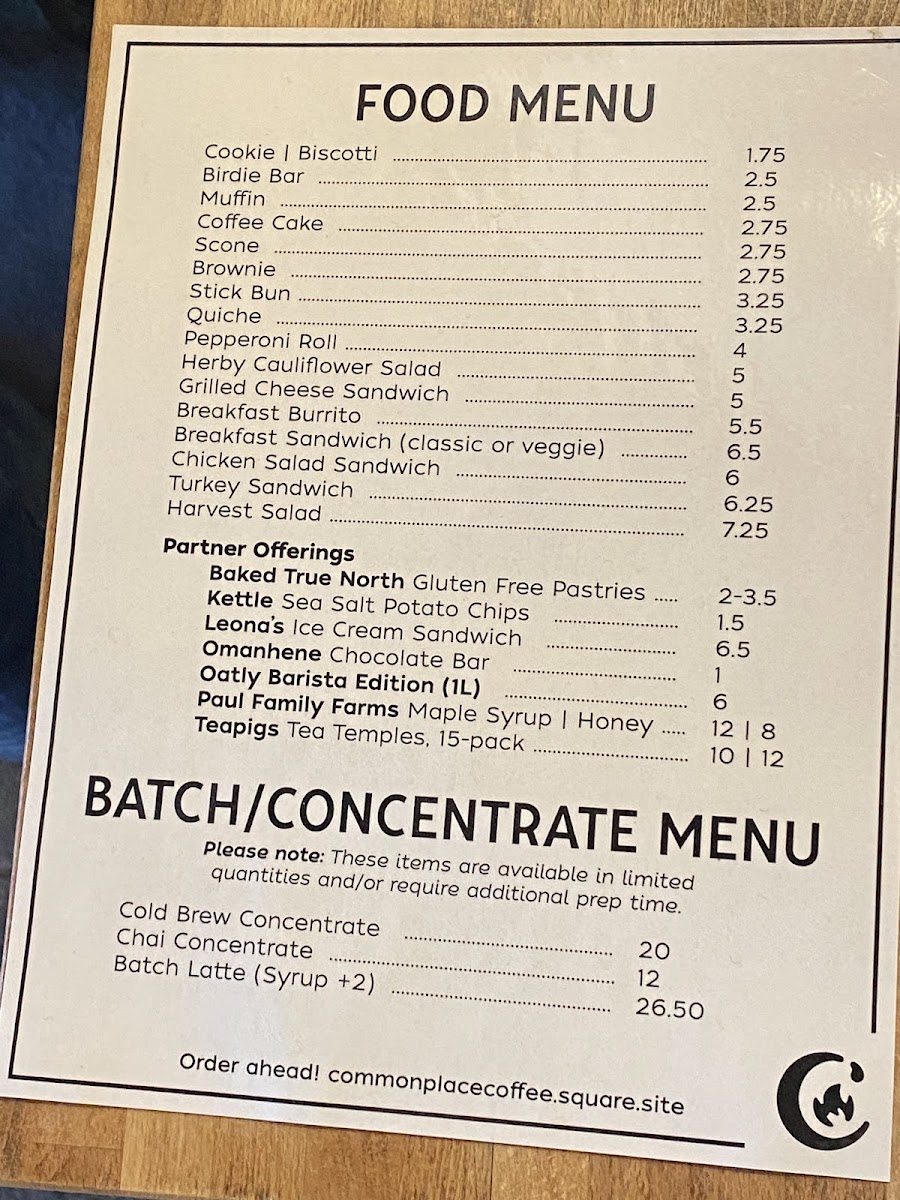 FOOD MENU
Cookie | Biscotti ........ 1.75
Birdie Bar ........ 2.5
Muffin ........ 2.5
Coffee Cake ........ 2.75
Scone ........ 2.75
Brownie ........ 2.75
Stick Bun ........ 3.25
Quiche ........ 3.25
Pepperoni Roll ........ 4
Herby Cauliflower Salad ........ 5
Grilled Cheese Sandwich ........ 5
Breakfast Burrito ........ 5.5
Breakfast Sandwich (classic or veggie) ........ 6.5
Chicken Salad Sandwich ........ 6
Turkey Sandwich ........ 6.25
Harvest Salad ........ 7.25
Partner Offerings
Baked True North Gluten Free Pastries ..... 2-3.5
Kettle Sea Salt Potato Chips ........ 1.5
Leona's Ice Cream Sandwich ........ 6.5
Omanhene Chocolate Bar ........ 1
Oatly Barista Edition (1L) ........ 6
Paul Family Farms Maple Syrup | Honey ..... 12 | 8
Teapigs Tea Temples, 15-pack ........ 10 | 12
BATCH/CONCENTRATE MENU
Please note: These items are available in limited
quantities and/or require additional prep time.
Cold Brew Concentrate ........ 20
Chai Concentrate ........ 12
Batch Latte (Syrup +2) ........ 26.50
Order ahead! commonplacecoffee.square.site